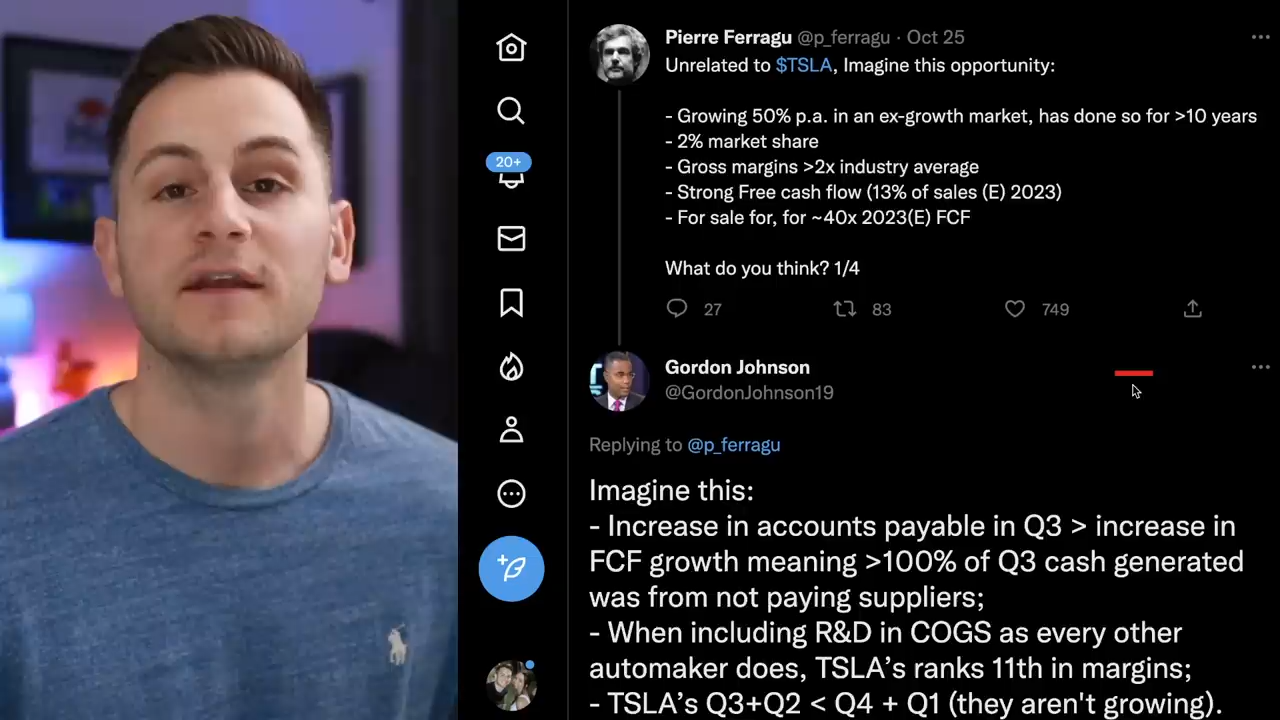 Pierre Ferragu @p_ferragu · Oct 25
Unrelated to $TSLA, Imagine this opportunity:
- Growing 50% p.a. in an ex-growth market, has done so for >10 years
- 2% market share
- Gross margins >2x industry average
- Strong Free cash flow (13% of sales (E) 2023)
- For sale for, for ~40x 2023(E) FCF
What do you think? 1/4
27 83 749
20+
Gordon Johnson
@GordonJohnson19
Replying to @p_ferragu
Imagine this:
- Increase in accounts payable in Q3 > increase in
FCF growth meaning >100% of Q3 cash generated
was from not paying suppliers;
- When including R&D in COGS as every other
automaker does, TSLA’s ranks 11th in margins;
- TSLA’s Q3+Q2 < Q4 + Q1 (they aren't growing).